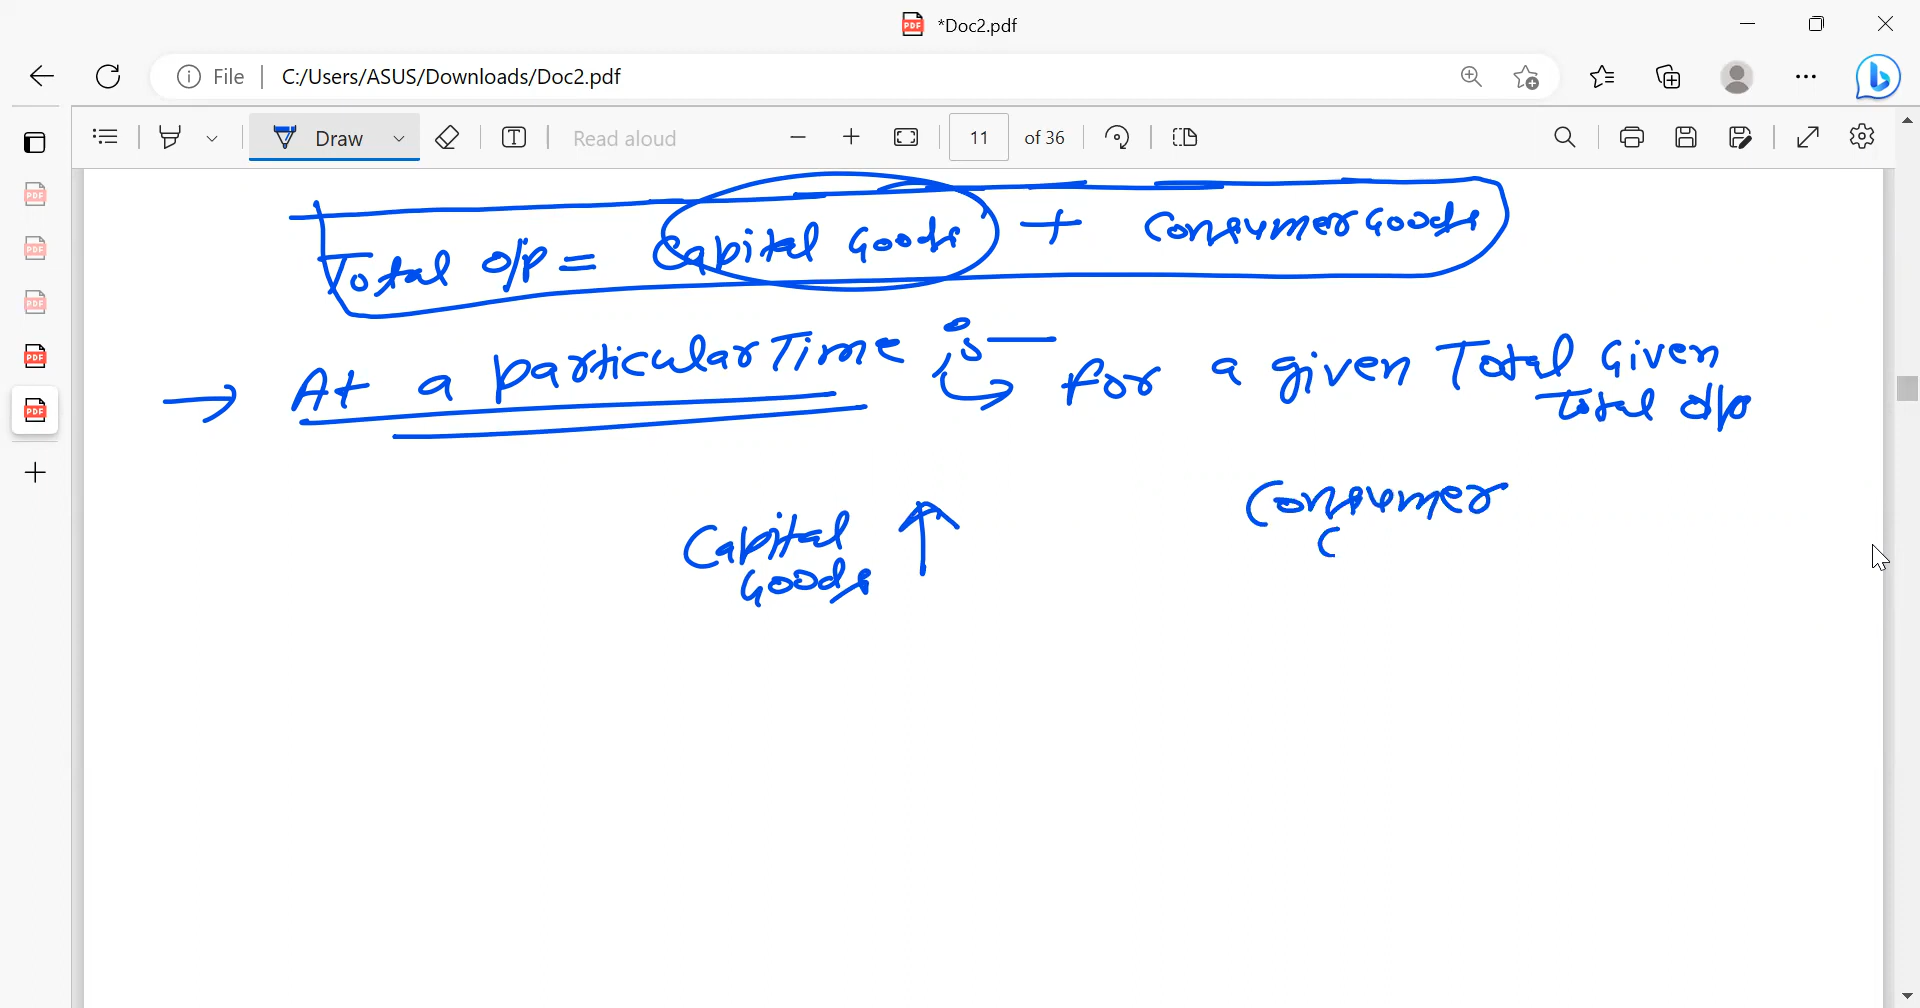 *Doc2.pdf
File C:/Users/ASUS/Downloads/Doc2.pdf
Draw Read aloud 11 of 36
Total o/p = Capital Goods + Consumer Goods
→ At a particular Time is — for a given Total Given
Total o/p
Capital ↑ Consumer
Goods G